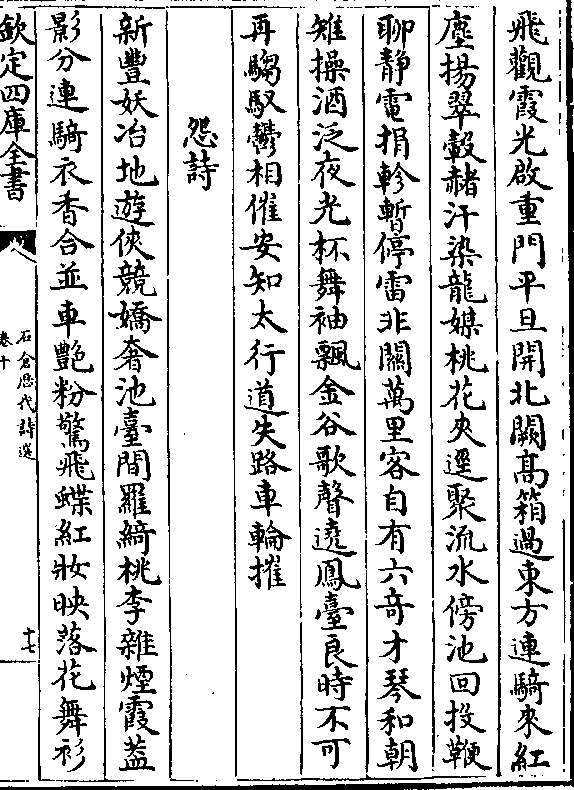 飛觀霞光啟重門平旦開北闕髙箱過東方連騎來紅
塵揚翠轂赭汗染龍媒桃花夾逕聚流水傍池回投鞭
聊靜電捐軫暫停雷非關萬里客自有六竒才琴和朝
雉操酒泛夜光杯舞袖飄金谷歌聲遶鳳臺良時不可
再騶馭鬱相催安知太行道失路車輪摧
怨詩
新豐妖冶地遊俠競嬌奢池臺間羅綺桃李雜煙霞葢
影分連騎衣香合並車艷粉驚飛蝶紅妝映落花舞衫
欽定四庫全書
石倉厯代詩選
卷十
十七